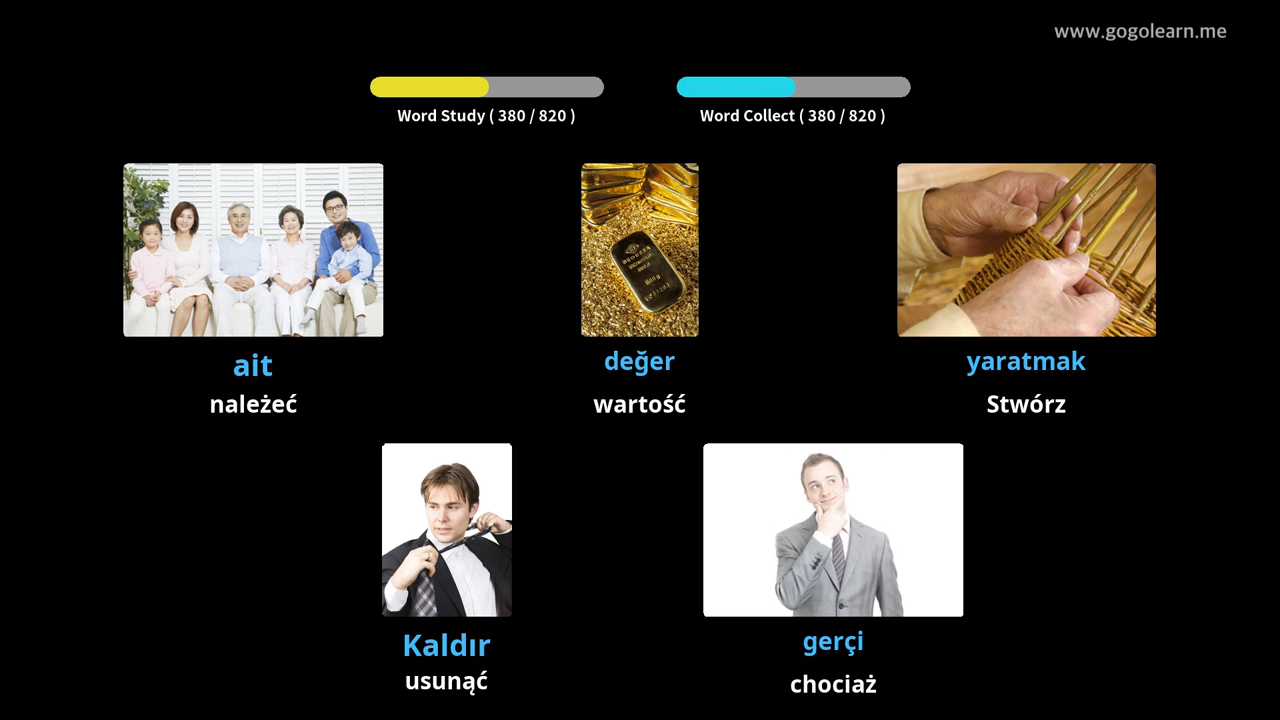 www.gogolearn.me
Word Study ( 380 / 820 )
Word Collect ( 380 / 820 )
ait
należeć
değer
wartość
yaratmak
Stwórz
Kaldır
usunąć
gerçi
chociaż